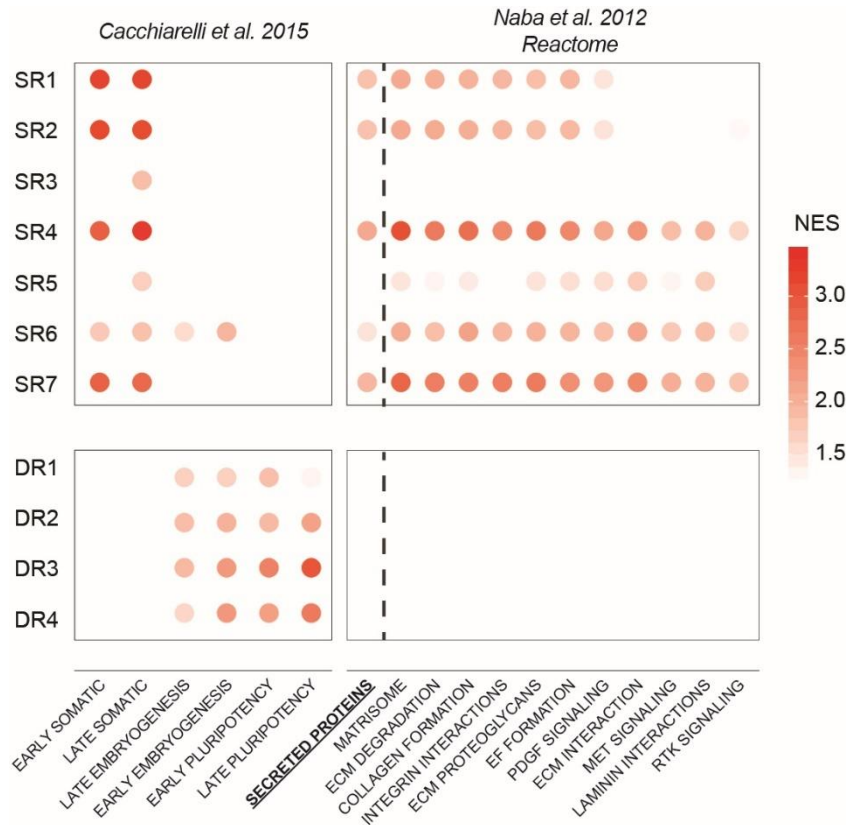 Cacchiarelli et al. 2015
Naba et al. 2012
Reactome
SR1
SR2
SR3
SR4
SR5
SR6
SR7
NES
3.0
2.5
2.0
1.5
DR1
DR2
DR3
DR4
EARLY SOMATIC
LATE SOMATIC
LATE EMBRYOGENESIS
EARLY EMBRYOGENESIS
EARLY PLURIPOTENCY
LATE PLURIPOTENCY
SECRETED PROTEINS
MATRISOME
ECM DEGRADATION
COLLAGEN FORMATION
INTEGRIN INTERACTIONS
ECM PROTEOGLYCANS
EF FORMATION
PDGF SIGNALING
ECM INTERACTION
MET SIGNALING
LAMININ INTERACTIONS
RTK SIGNALING